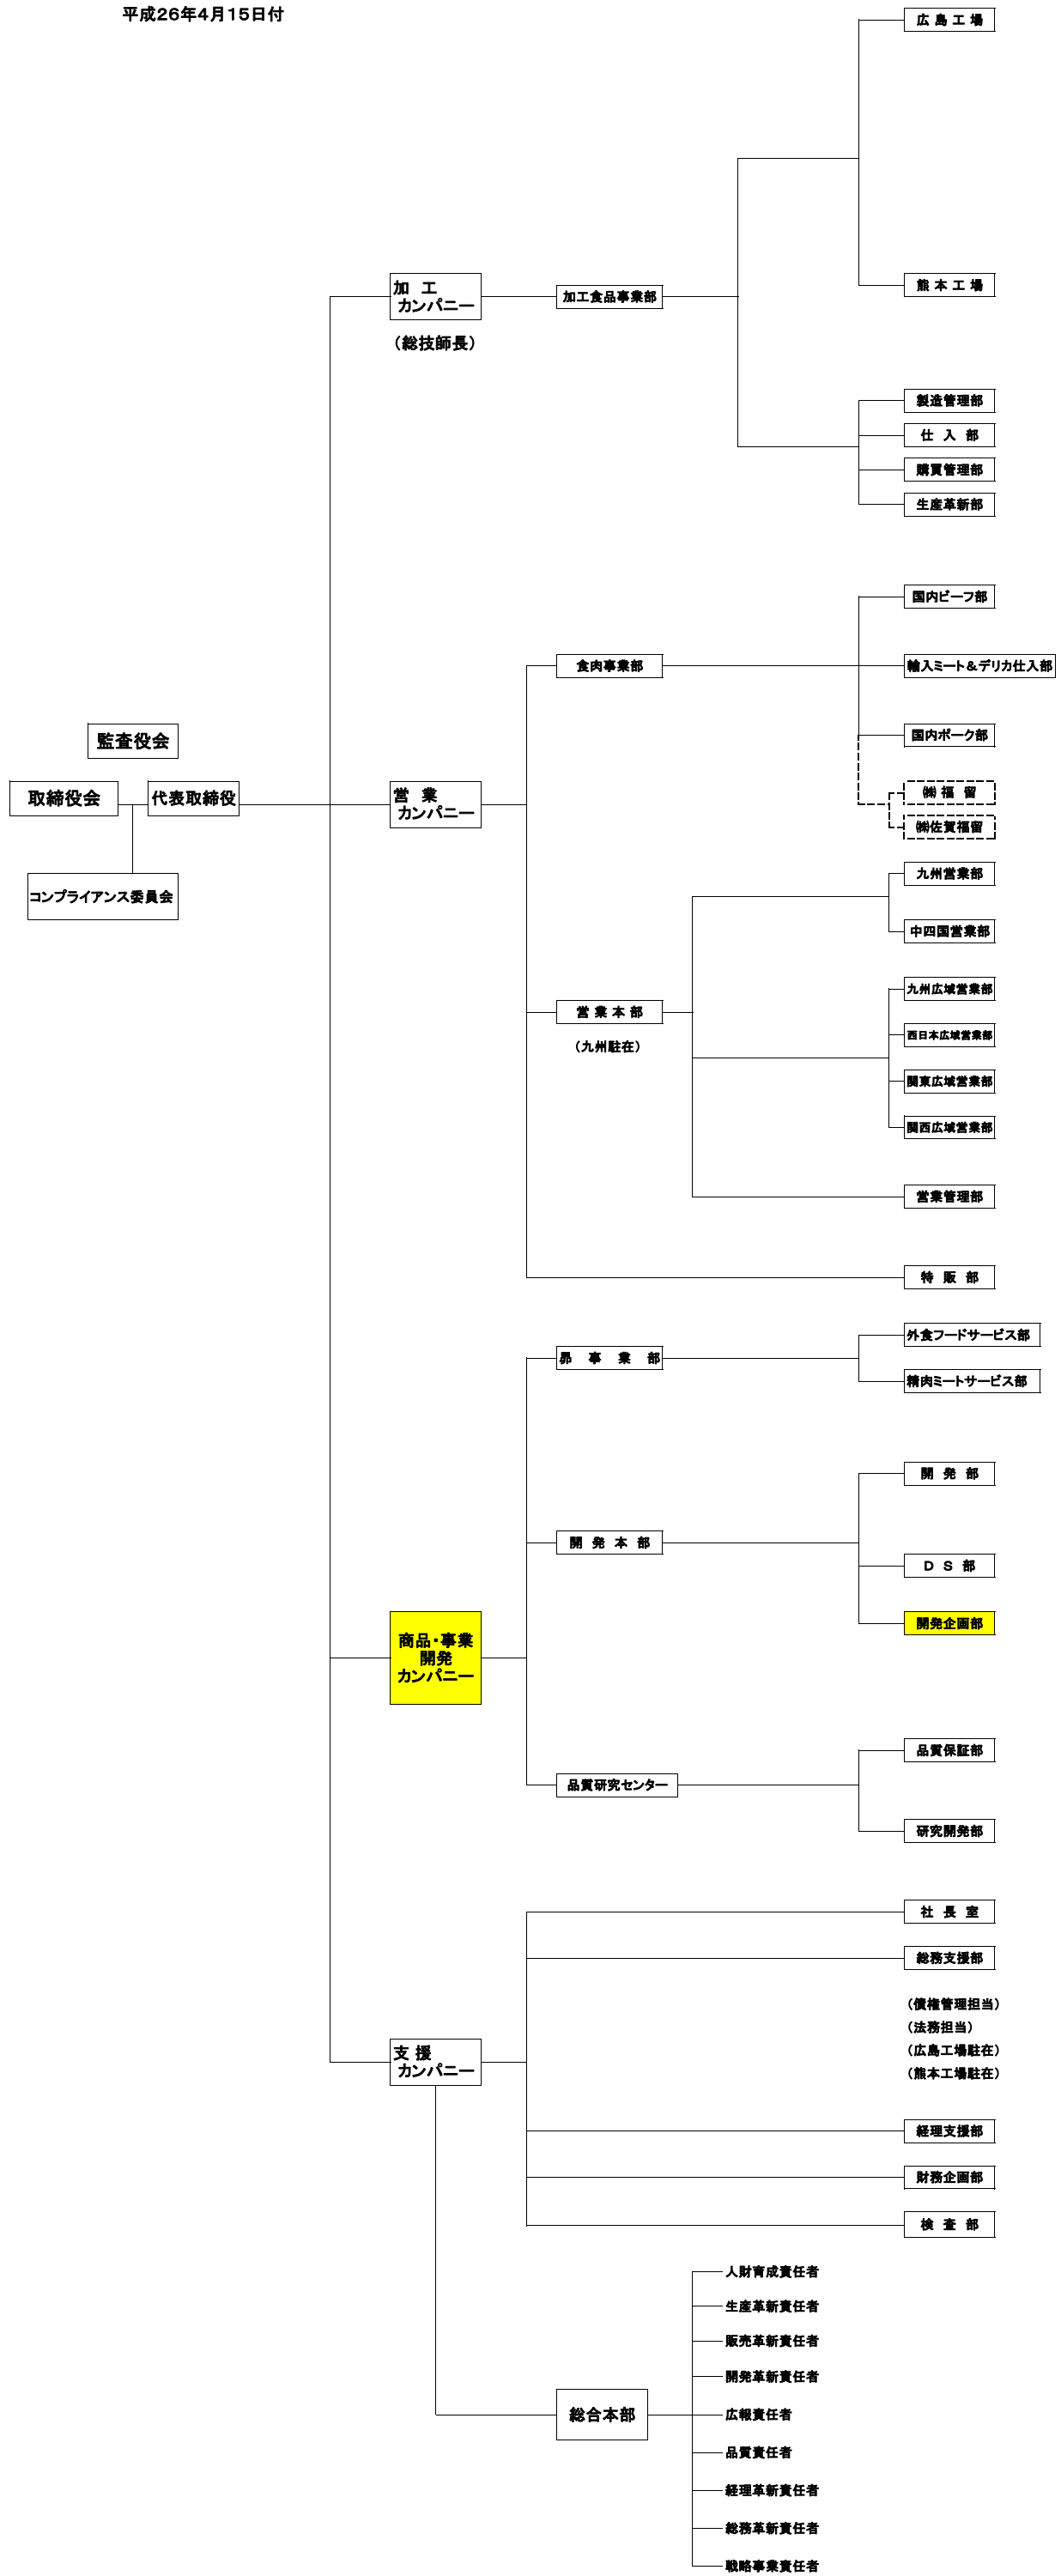 平成26年4月15日付
広島工場
熊本工場
加 工
カンパニー
(総技師長)
加工食品事業部
製造管理部
仕 入 部
購買管理部
生産革新部
国内ビーフ部
食肉事業部
輸入ミート&デリカ仕入部
国内ポーク部
監査役会
取締役会
代表取締役
コンプライアンス委員会
営 業
カンパニー
㈱ 福 留
㈱佐賀福留
九州営業部
中四国営業部
営業本部
(九州駐在)
九州広域営業部
西日本広域営業部
関東広域営業部
関西広域営業部
営業管理部
特 販 部
昴 事 業 部
外食フードサービス部
精肉ミートサービス部
開 発 部
開 発 本 部
D S 部
開発企画部
商品・事業
開発
カンパニー
品質保証部
品質研究センター
研究開発部
社 長 室
総務支援部
(債権管理担当)
(法務担当)
(広島工場駐在)
(熊本工場駐在)
支 援
カンパニー
経理支援部
財務企画部
検 査 部
人財育成責任者
生産革新責任者
販売革新責任者
開発革新責任者
総合本部
広報責任者
品質責任者
経理革新責任者
総務革新責任者
戦略事業責任者